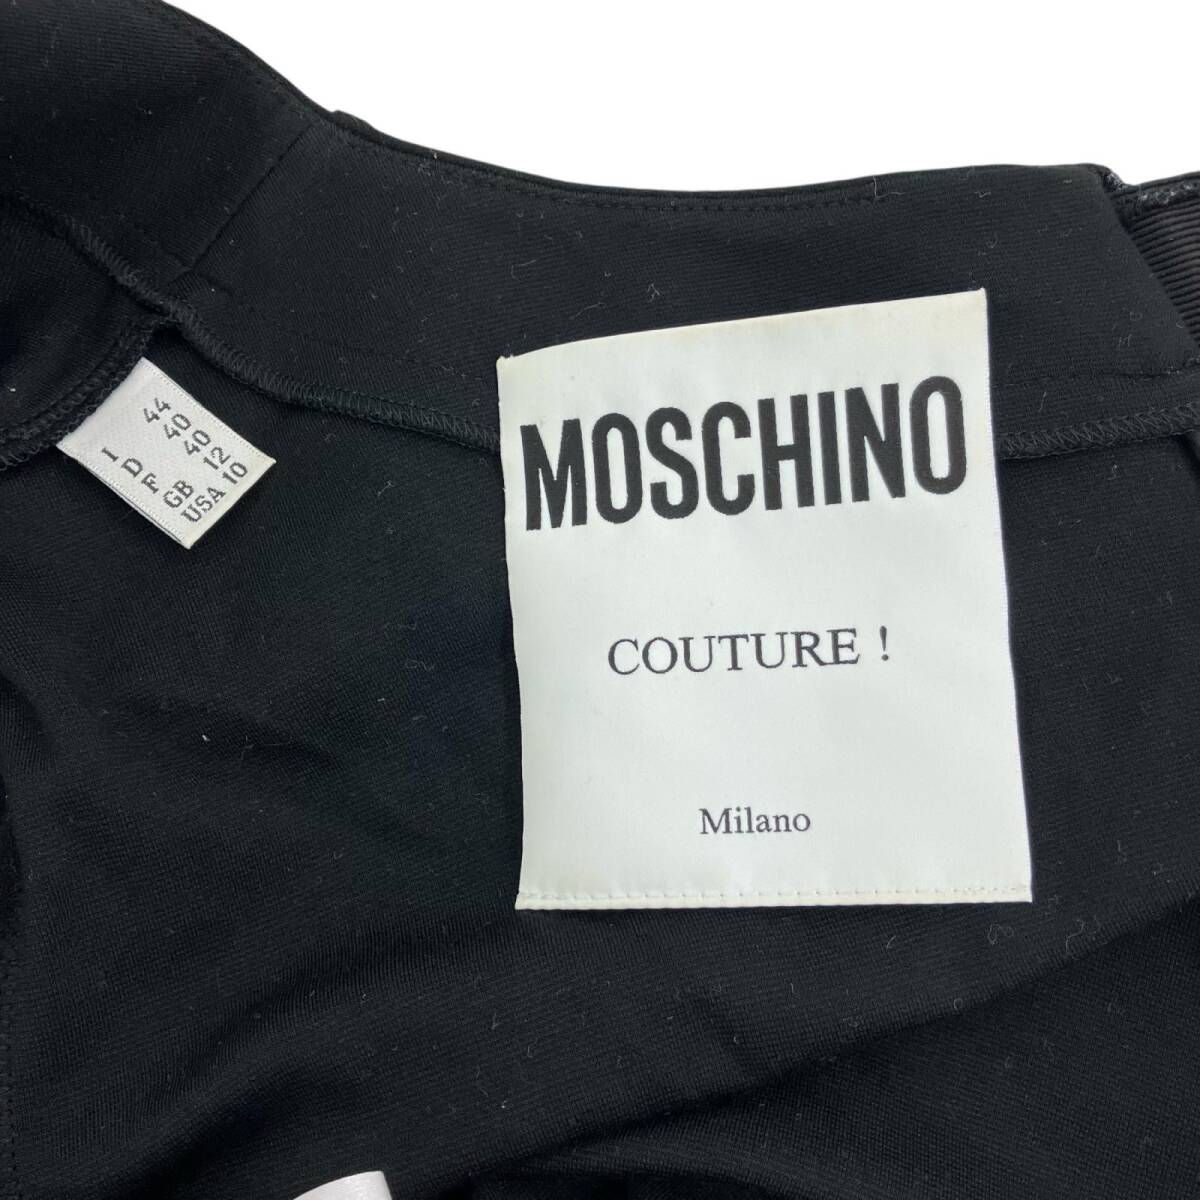 I 44
D 40
F 40
GB 12
USA 10
MOSCHINO
COUTURE !
Milano